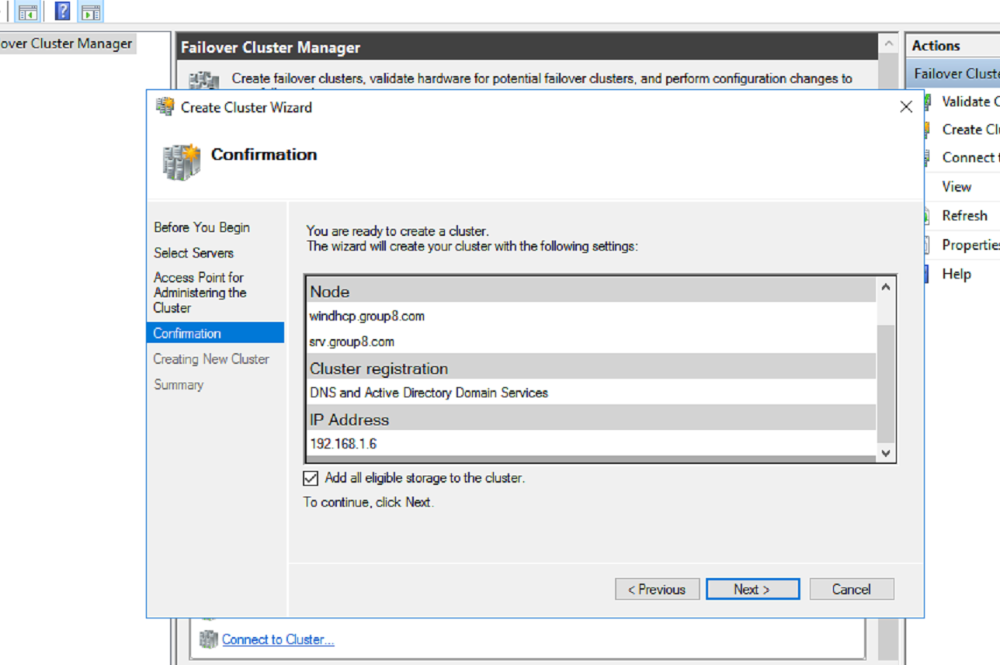 over Cluster Manager
Failover Cluster Manager
Create failover clusters, validate hardware for potential failover clusters, and perform configuration changes to
Create Cluster Wizard
Confirmation
Before You Begin
Select Servers
Access Point for
Administering the
Cluster
Confirmation
Creating New Cluster
Summary
You are ready to create a cluster.
The wizard will create your cluster with the following settings:
Node
windhcp.group8.com
srv.group8.com
Cluster registration
DNS and Active Directory Domain Services
IP Address
192.168.1.6
Add all eligible storage to the cluster.
To continue, click Next.
< Previous
Next >
Cancel
Connect to Cluster...
Actions
Failover Cluste
Validate C
Create Clu
Connect t
View
Refresh
Properties
Help